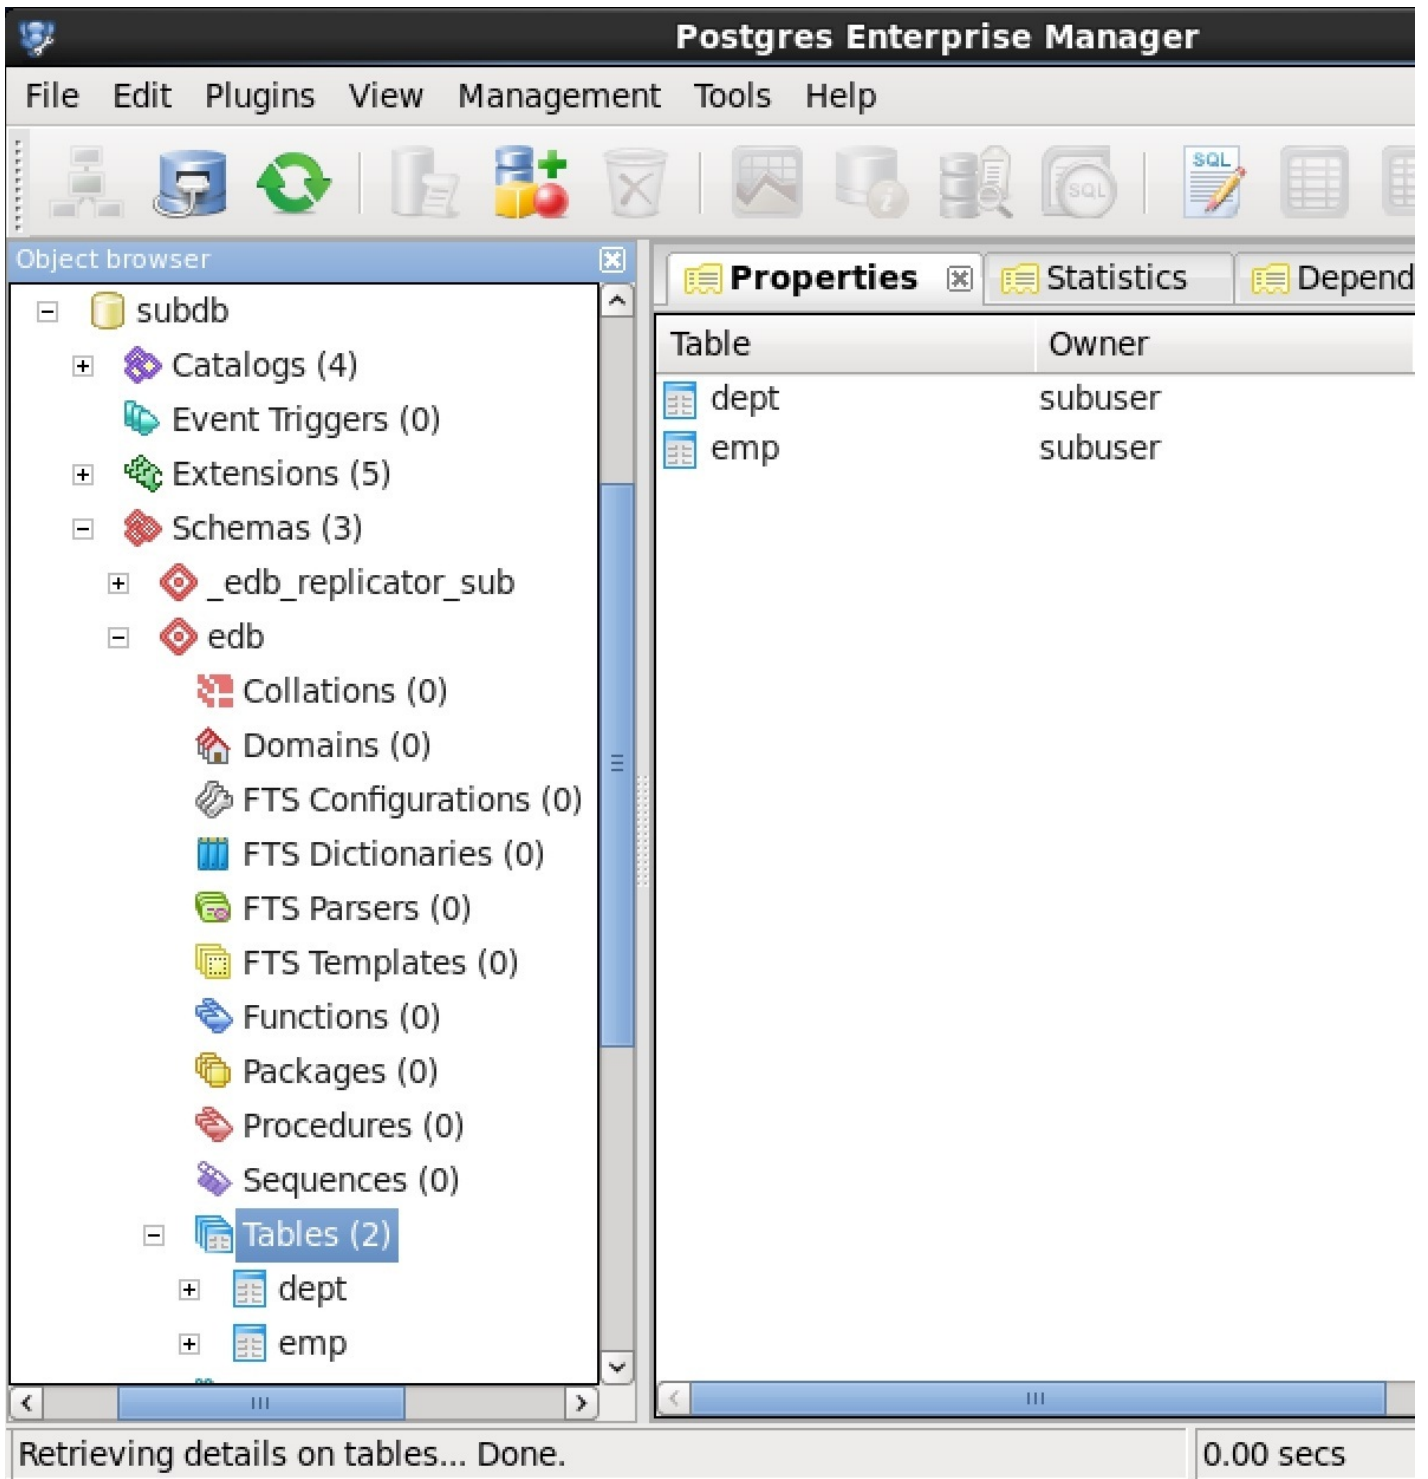 Postgres Enterprise Manager
File Edit Plugins View Management Tools Help
SQL
SQL
Object browser
subdb
Catalogs (4)
Event Triggers (0)
Extensions (5)
Schemas (3)
_edb_replicator_sub
edb
Collations (0)
Domains (0)
FTS Configurations (0)
FTS Dictionaries (0)
FTS Parsers (0)
FTS Templates (0)
Functions (0)
Packages (0)
Procedures (0)
Sequences (0)
Tables (2)
dept
emp
Properties Statistics Depend
Table Owner
dept subuser
emp subuser
Retrieving details on tables... Done. 0.00 secs